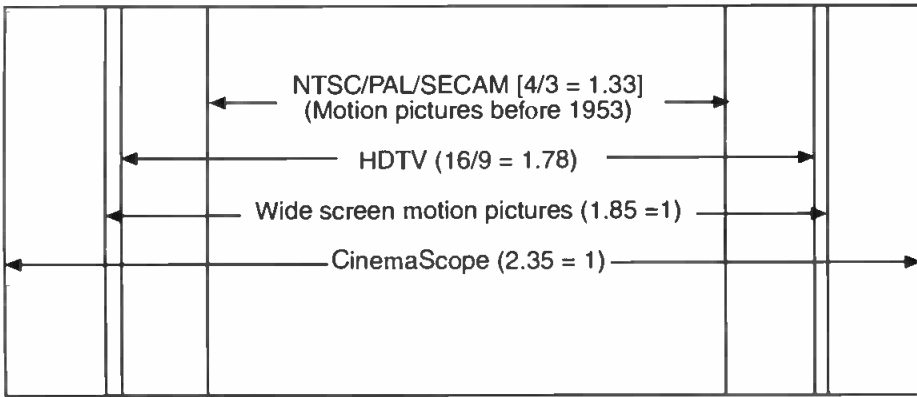 NTSC/PAL/SECAM [4/3 = 1.33]
(Motion pictures before 1953)
HDTV (16/9 = 1.78)
Wide screen motion pictures (1.85 =1)
CinemaScope (2.35 = 1)